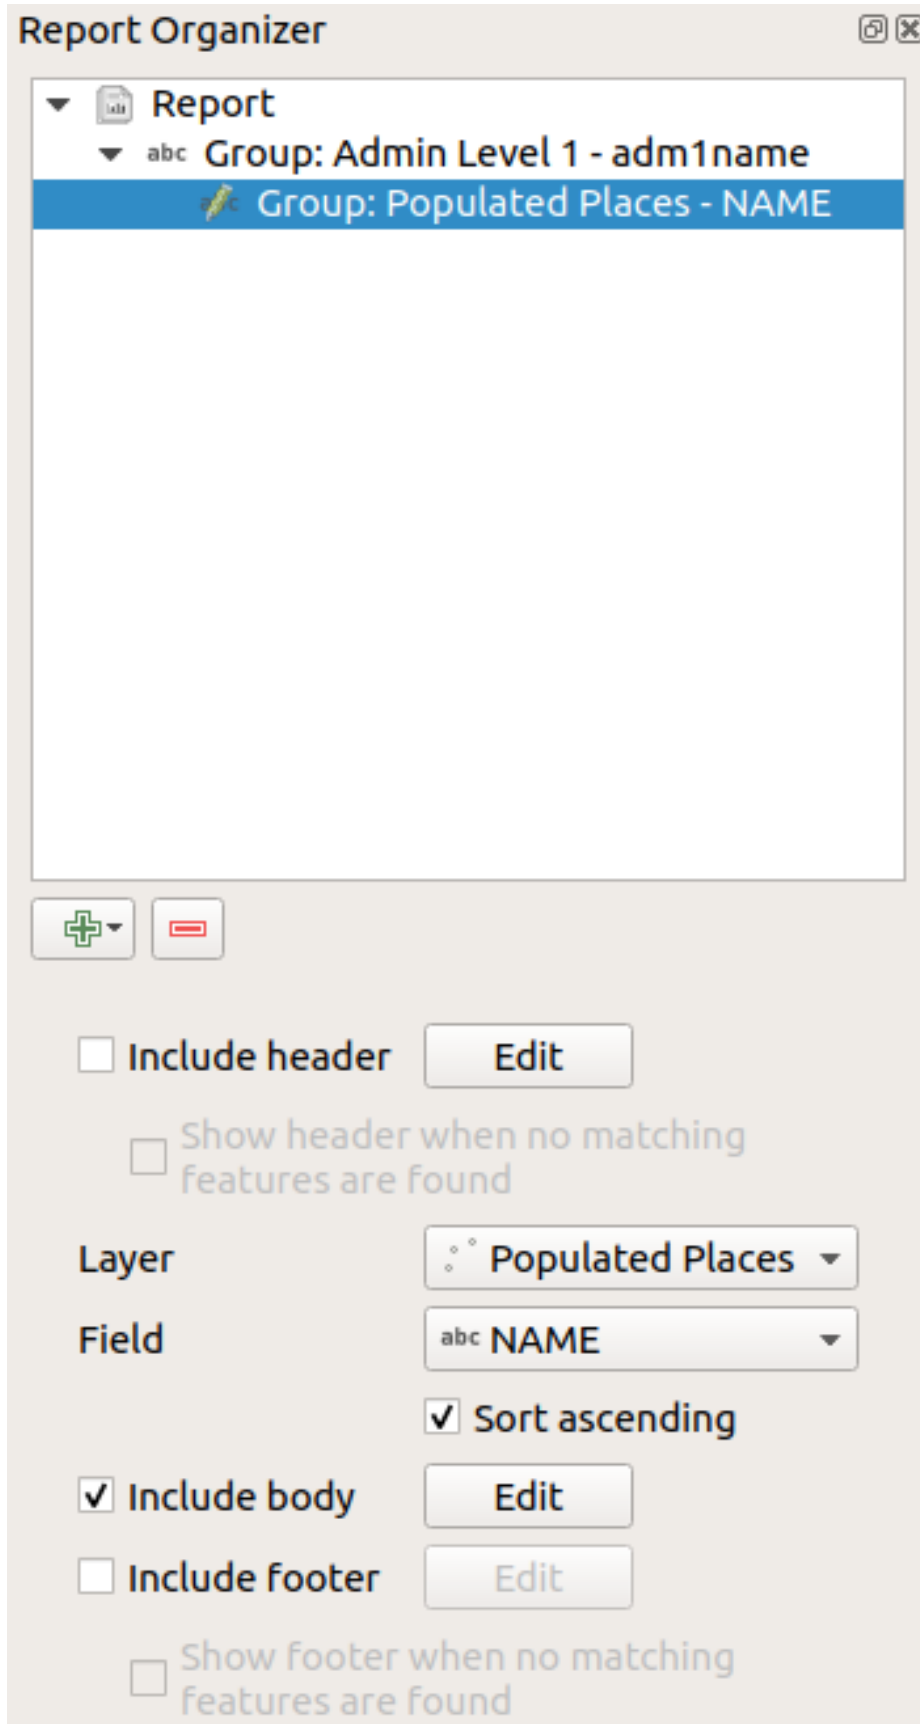 Report Organizer
Report
abc Group: Admin Level 1 - adm1name
Group: Populated Places - NAME
Include header Edit
Show header when no matching
features are found
Layer Populated Places
Field abc NAME
Sort ascending
Include body Edit
Include footer Edit
Show footer when no matching
features are found